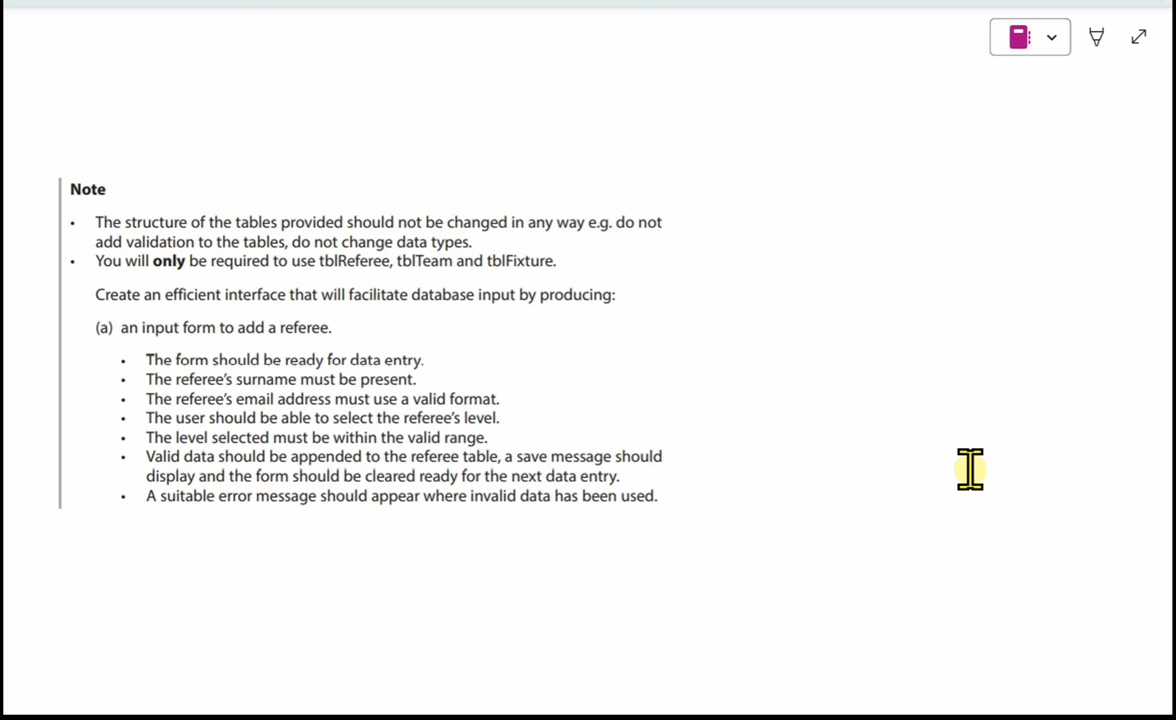 Note
• The structure of the tables provided should not be changed in any way e.g. do not
add validation to the tables, do not change data types.
• You will only be required to use tblReferee, tblTeam and tblFixture.
Create an efficient interface that will facilitate database input by producing:
(a) an input form to add a referee.
• The form should be ready for data entry.
• The referee's surname must be present.
• The referee's email address must use a valid format.
• The user should be able to select the referee's level.
• The level selected must be within the valid range.
• Valid data should be appended to the referee table, a save message should
display and the form should be cleared ready for the next data entry.
• A suitable error message should appear where invalid data has been used.